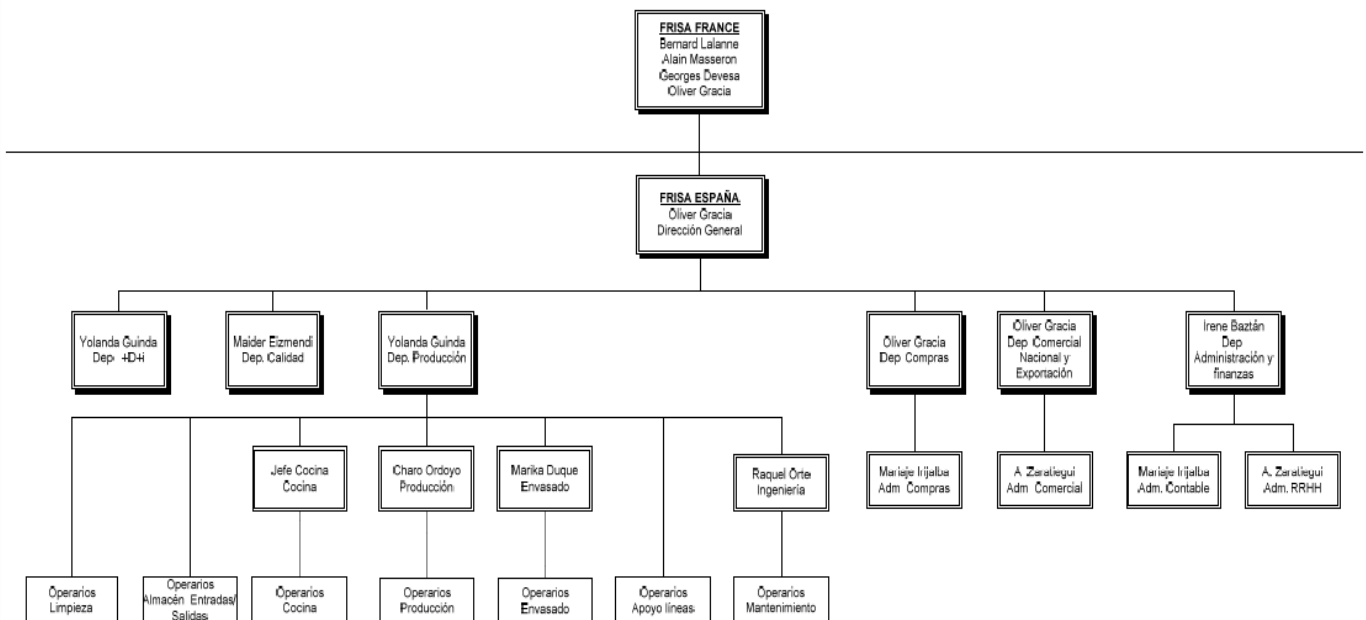 FRISA FRANCE
Bernard Lalanne
Alain Masseron
Georges Devesa
Oliver Gracia
FRISA ESPAÑA.
Oliver Gracia
Dirección General
Yolanda Guinda
Dep. I+D+i
Maider Eizmendi
Dep. Calidad
Yolanda Guinda
Dep. Producción
Oliver Gracia
Dep Compras
Oliver Gracia
Dep Comercial
Nacional y
Exportación
Irene Baztán
Dep
Administración y
finanzas
Jefe Cocina
Cocina
Charo Ordoyo
Producción
Marika Duque
Envasado
Raquel Orte
Ingeniería
Mariaje Irijalba
Adm Compras
A. Zaratiegui
Adm Comercial
Mariaje Irijalba
Adm. Contable
A. Zaratiegui
Adm. RRHH
Operarios
Limpieza
Operarios
Almacén Entradas/
Salidas
Operarios
Cocina
Operarios
Producción
Operarios
Envasado
Operarios
Apoyo líneas
Operarios
Mantenimiento